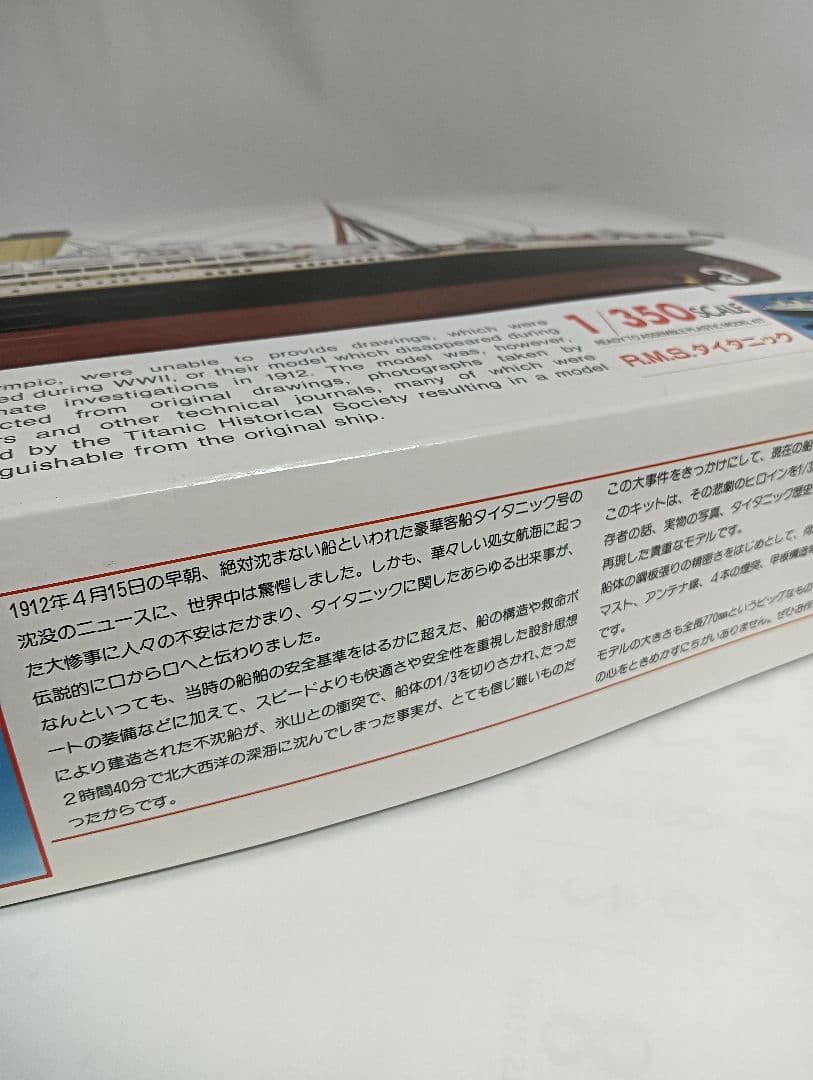 mpic, were unable to provide drawings, which were
ed during WWII, or their model which disappeared during
nate investigations in 1912. The model was, however,
cted from original drawings, photographs taken by
rs and other technical journals, many of which were
d by the Titanic Historical Society resulting in a model
guishable from the original ship.
1/350 SCALE
READY TO ASSEMBLE PLASTIC MODEL KIT
R.M.S.タイタニック
1912年4月15日の早朝、絶対沈まない船といわれた豪華客船タイタニック号の
沈没のニュースに、世界中は驚愕しました。しかも、華々しい処女航海に起っ
た大惨事に人々の不安はたかまり、タイタニックに関したあらゆる出来事が、
伝説的に口から口へと伝わりました。
なんといっても、当時の船舶の安全基準をはるかに超えた、船の構造や救命ボ
ートの装備などに加えて、スピードよりも快適さや安全性を重視した設計思想
により建造された不沈船が、氷山との衝突で、船体の1/3を切りさかれ、たった
2時間40分で北大西洋の深海に沈んでしまった事実が、とても信じ難いものだ
ったからです。
この大事件をきっかけにして、現在の船
このキットは、その悲劇のヒロインを1/3
存者の話、実物の写真、タイタニック歴史
再現した貴重なモデルです。
船体の鋼板張りの精密さをはじめとして、
マスト、アンテナ線、4本の煙突、甲板構造
です。
モデルの大きさも全長770mmというビックなもの
の心をときめかすにちがいありません。ぜひお作